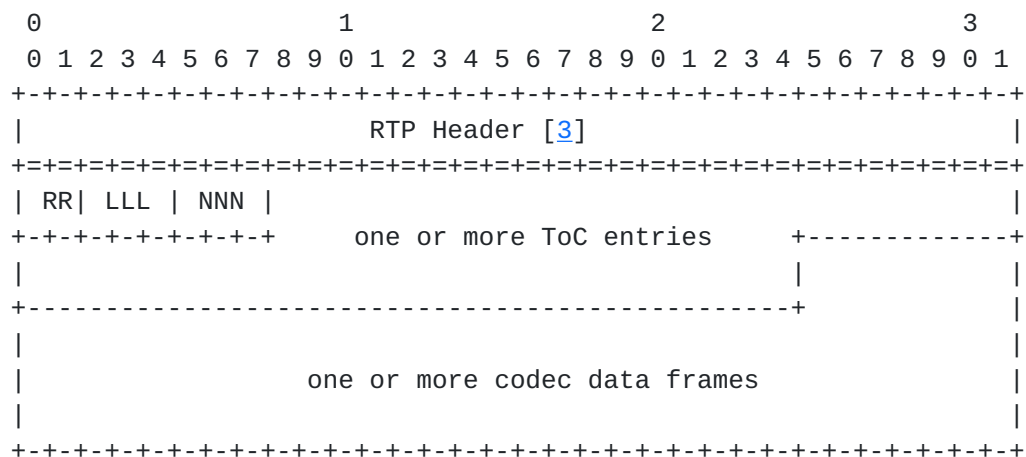 0                   1                   2                   3
 0 1 2 3 4 5 6 7 8 9 0 1 2 3 4 5 6 7 8 9 0 1 2 3 4 5 6 7 8 9 0 1
+-+-+-+-+-+-+-+-+-+-+-+-+-+-+-+-+-+-+-+-+-+-+-+-+-+-+-+-+-+-+-+-+
|                      RTP Header [3]                           |
+=+=+=+=+=+=+=+=+=+=+=+=+=+=+=+=+=+=+=+=+=+=+=+=+=+=+=+=+=+=+=+=+
| RR| LLL | NNN |                                               |
+-+-+-+-+-+-+-+-+     one or more ToC entries     +-------------+
|                                                 |             |
+-------------------------------------------------+             |
|                                                               |
|                  one or more codec data frames                |
|                                                               |
+-+-+-+-+-+-+-+-+-+-+-+-+-+-+-+-+-+-+-+-+-+-+-+-+-+-+-+-+-+-+-+-+